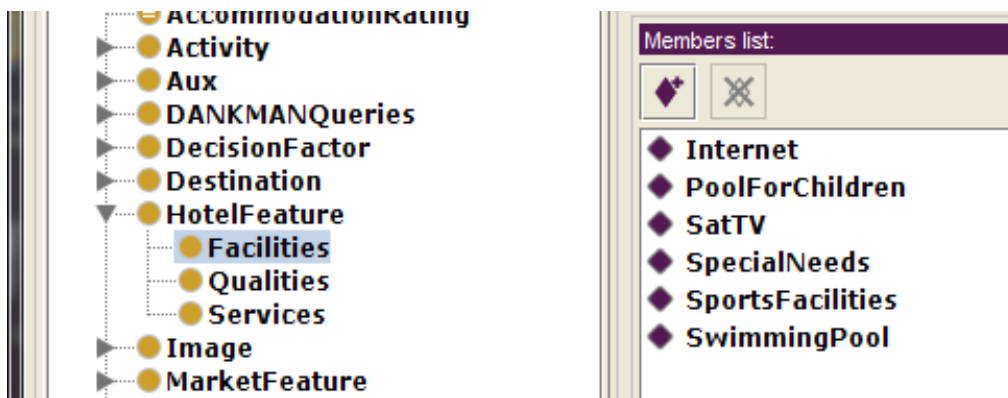 AccommodationRating
Activity
Aux
DANKMANQueries
DecisionFactor
Destination
HotelFeature
Facilities
Qualities
Services
Image
MarketFeature
Members list:
Internet
PoolForChildren
SatTV
SpecialNeeds
SportsFacilities
SwimmingPool